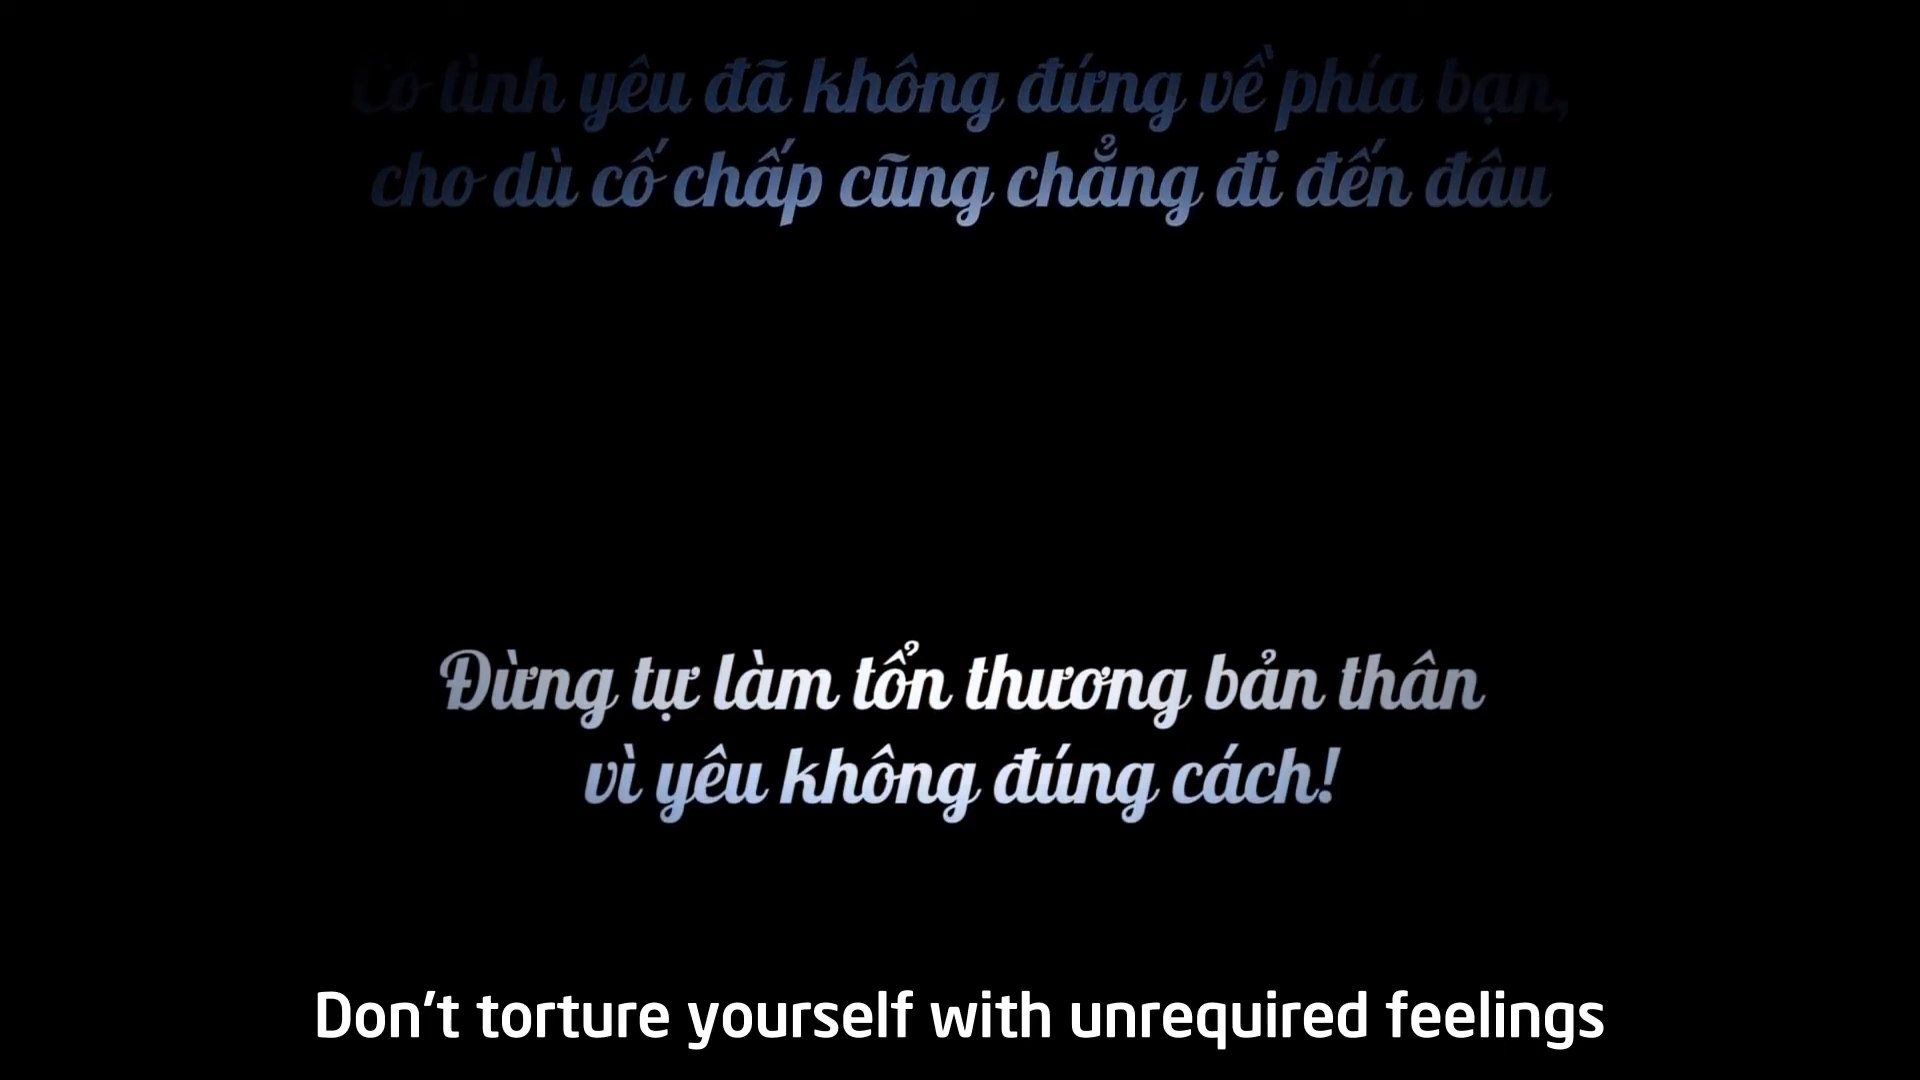 Có tình yêu đã không đứng về phía bạn,
cho dù cố chấp cũng chẳng đi đến đâu
Đừng tự làm tổn thương bản thân
vì yêu không đúng cách!
Don't torture yourself with unrequired feelings